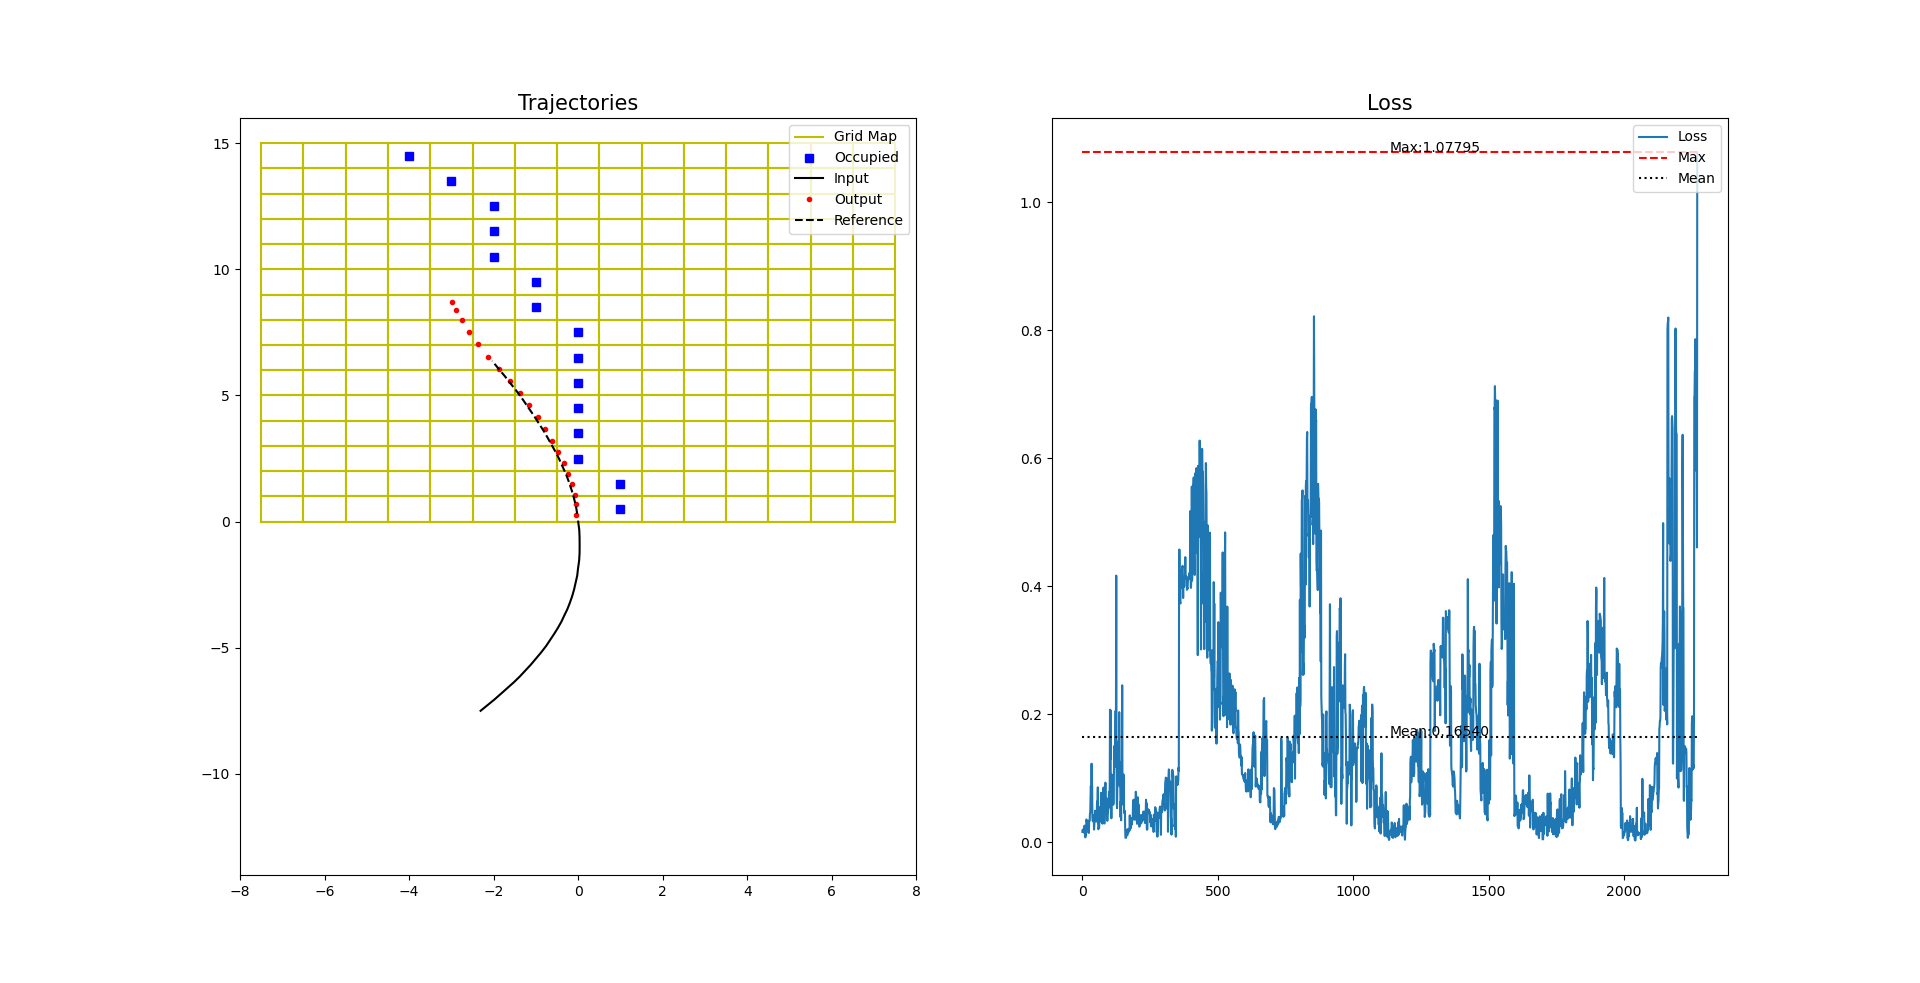 Trajectories
15
10
5
0
−5
−10
−8
−6
−4
−2
0
2
4
6
8
Grid Map
Occupied
Input
Output
Reference
Loss
1.0
0.8
0.6
0.4
0.2
0.0
0
500
1000
1500
2000
Max:1.07795
Mean:0.16540
Loss
Max
Mean